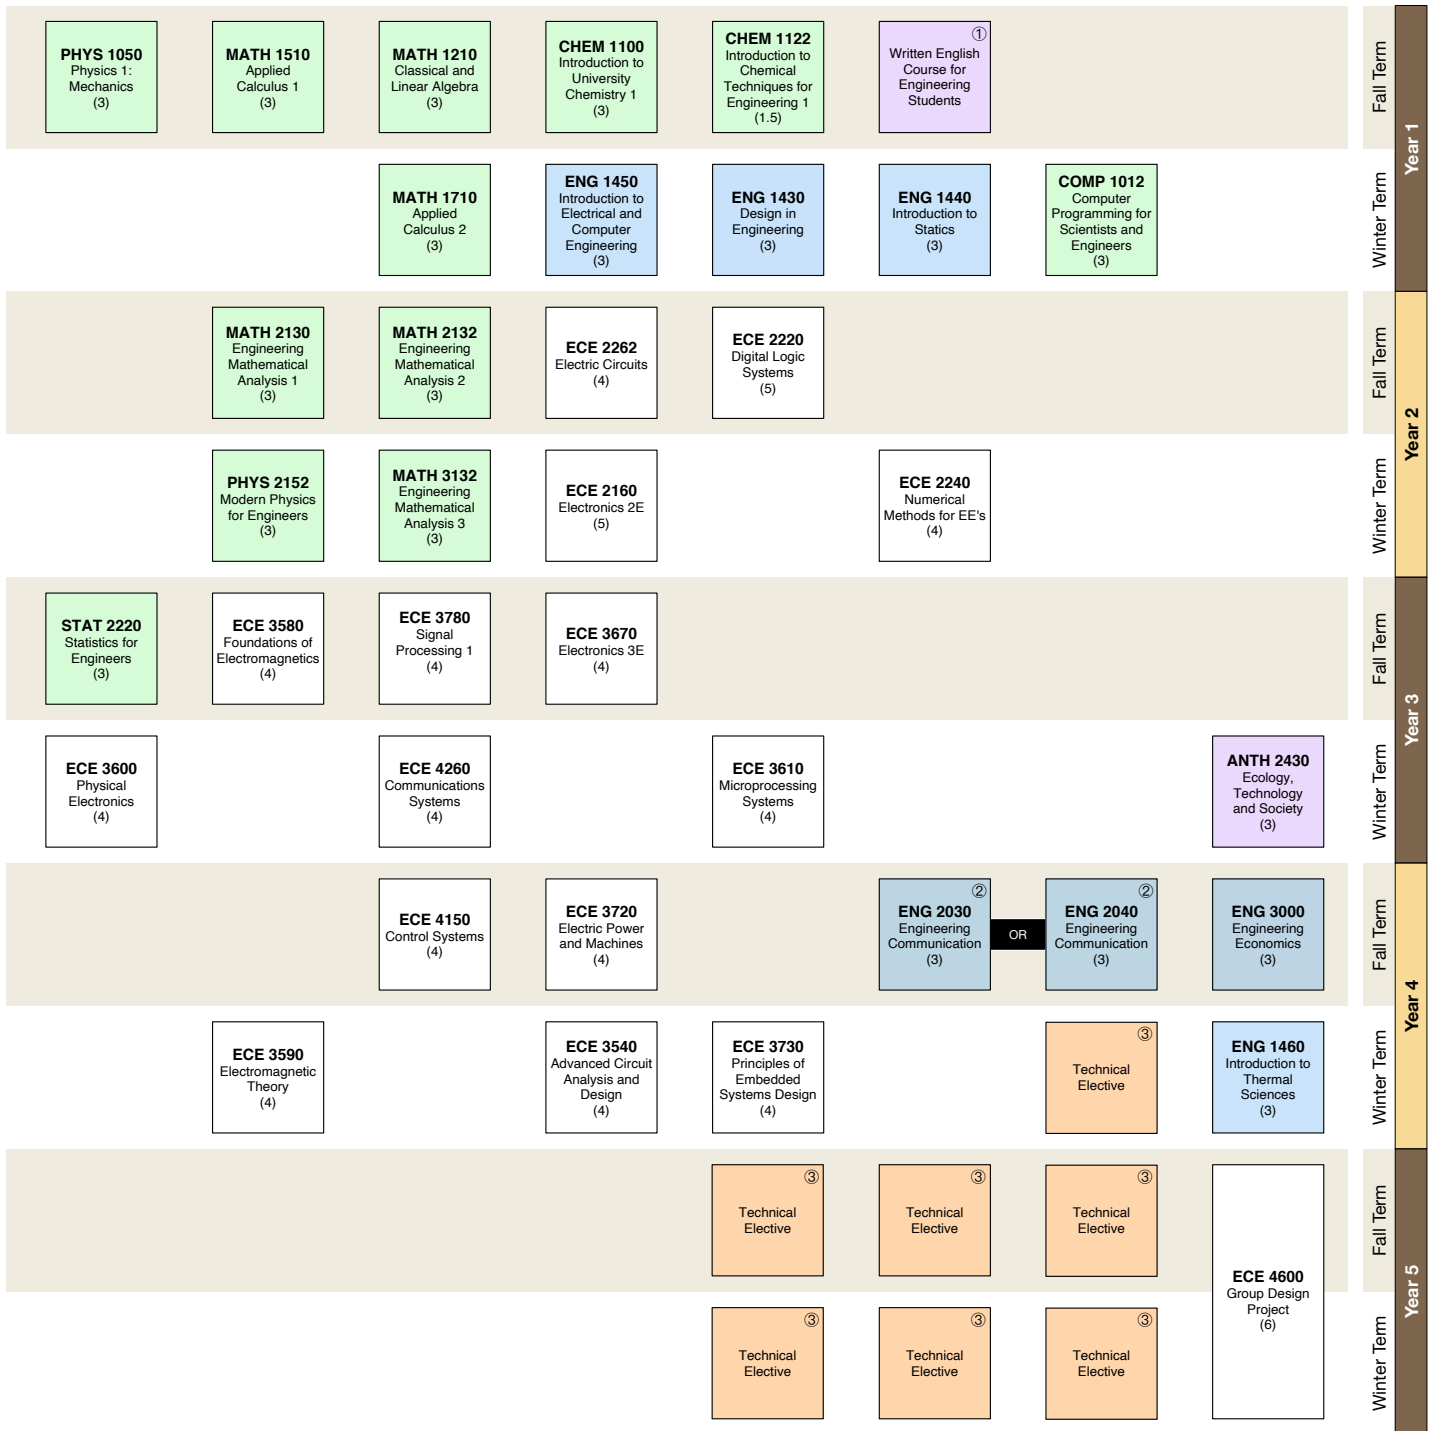 PHYS 1050
Physics 1:
Mechanics
(3)
MATH 1510
Applied
Calculus 1
(3)
MATH 1210
Classical and
Linear Algebra
(3)
CHEM 1100
Introduction to
University
Chemistry 1
(3)
CHEM 1122
Introduction to
Chemical
Techniques for
Engineering 1
(1.5)
①
Written English
Course for
Engineering
Students
Fall Term
Year 1
MATH 1710
Applied
Calculus 2
(3)
ENG 1450
Introduction to
Electrical and
Computer
Engineering
(3)
ENG 1430
Design in
Engineering
(3)
ENG 1440
Introduction to
Statics
(3)
COMP 1012
Computer
Programming for
Scientists and
Engineers
(3)
Winter Term
MATH 2130
Engineering
Mathematical
Analysis 1
(3)
MATH 2132
Engineering
Mathematical
Analysis 2
(3)
ECE 2262
Electric Circuits
(4)
ECE 2220
Digital Logic
Systems
(5)
Fall Term
Year 2
PHYS 2152
Modern Physics
for Engineers
(3)
MATH 3132
Engineering
Mathematical
Analysis 3
(3)
ECE 2160
Electronics 2E
(5)
ECE 2240
Numerical
Methods for EE's
(4)
Winter Term
STAT 2220
Statistics for
Engineers
(3)
ECE 3580
Foundations of
Electromagnetics
(4)
ECE 3780
Signal
Processing 1
(4)
ECE 3670
Electronics 3E
(4)
Fall Term
Year 3
ECE 3600
Physical
Electronics
(4)
ECE 4260
Communications
Systems
(4)
ECE 3610
Microprocessing
Systems
(4)
ANTH 2430
Ecology,
Technology
and Society
(3)
Winter Term
ECE 4150
Control Systems
(4)
ECE 3720
Electric Power
and Machines
(4)
②
ENG 2030
Engineering
Communication
(3)
OR
②
ENG 2040
Engineering
Communication
(3)
ENG 3000
Engineering
Economics
(3)
Fall Term
Year 4
ECE 3590
Electromagnetic
Theory
(4)
ECE 3540
Advanced Circuit
Analysis and
Design
(4)
ECE 3730
Principles of
Embedded
Systems Design
(4)
③
Technical
Elective
ENG 1460
Introduction to
Thermal
Sciences
(3)
Winter Term
③
Technical
Elective
③
Technical
Elective
③
Technical
Elective
ECE 4600
Group Design
Project
(6)
Fall Term
Year 5
③
Technical
Elective
③
Technical
Elective
③
Technical
Elective
Winter Term